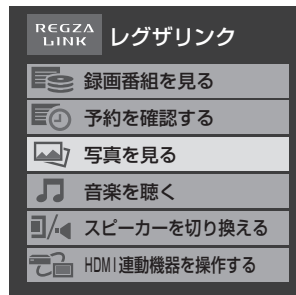 REGZA
LINK レグザリンク
録画番組を見る
予約を確認する
写真を見る
音楽を聴く
スピーカーを切り換える
HDMI連動機器を操作する